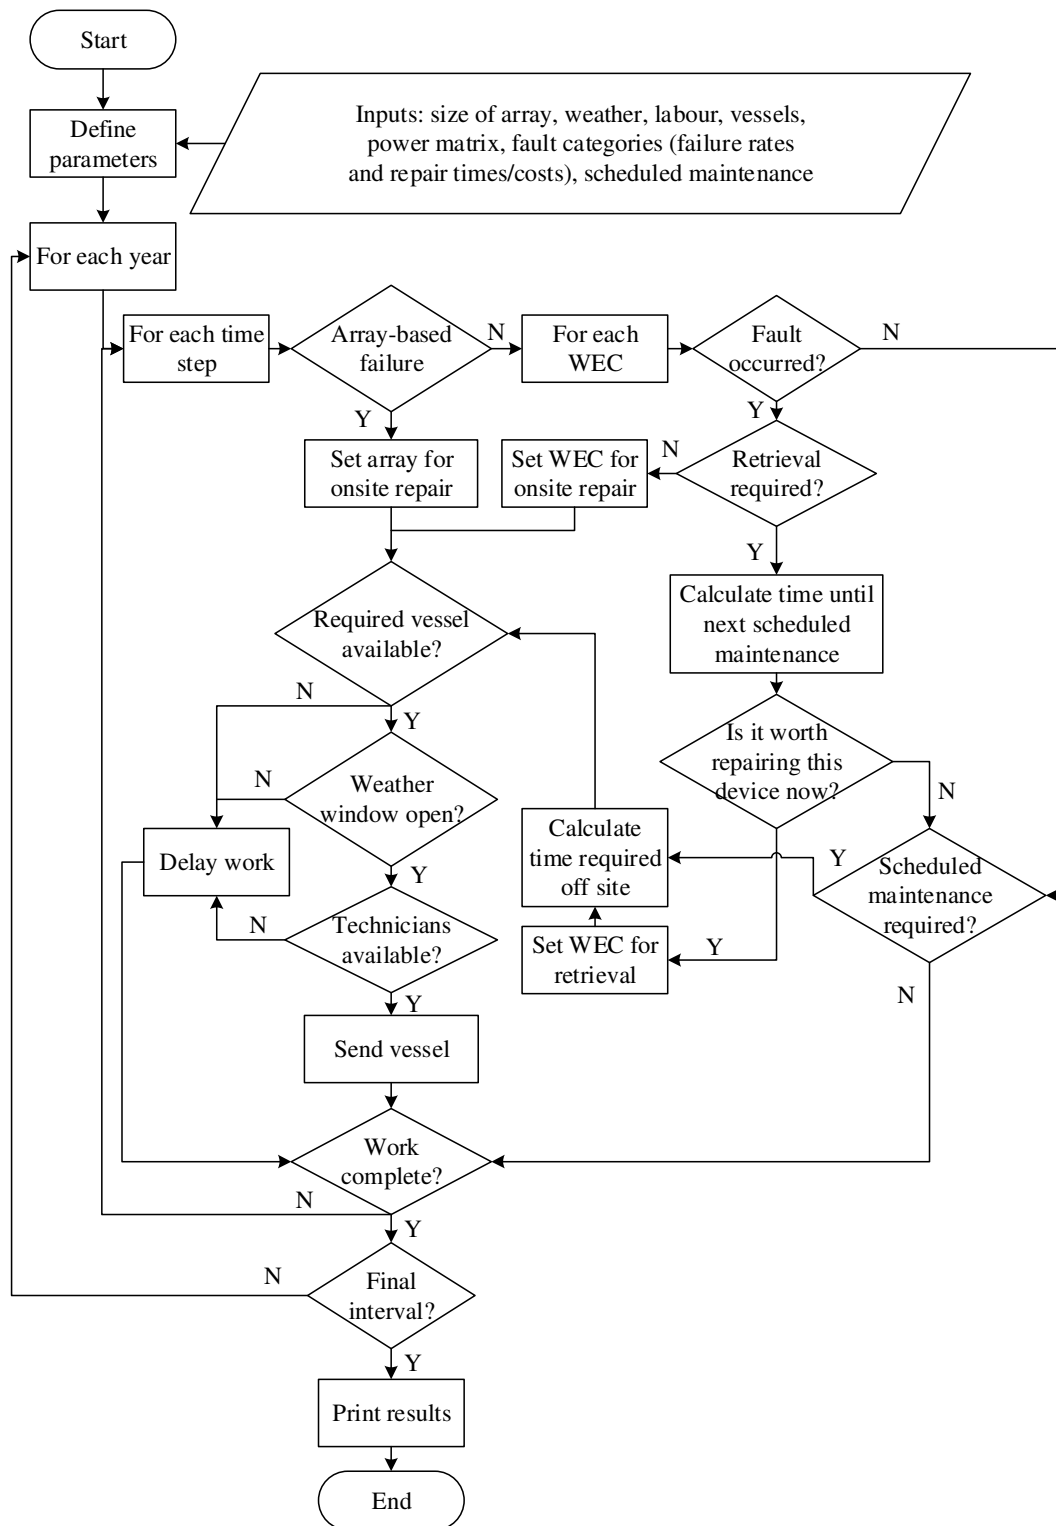 Start
Define
parameters
Inputs: size of array, weather, labour, vessels,
power matrix, fault categories (failure rates
and repair times/costs), scheduled maintenance
For each year
For each time
step
Array-based
failure
N
For each
WEC
Fault
occurred?
N
Y
Y
Set array for
onsite repair
Set WEC for
onsite repair
N
Retrieval
required?
Y
Calculate time until
next scheduled
maintenance
Required vessel
available?
N
Y
Is it worth
repairing this
device now?
N
Weather
window open?
N
Y
Delay work
Calculate
time required
off site
Y
Scheduled
maintenance
required?
N
Technicians
available?
N
Y
Set WEC for
retrieval
Y
Send vessel
Work
complete?
N
Y
Final
interval?
N
Y
Print results
End